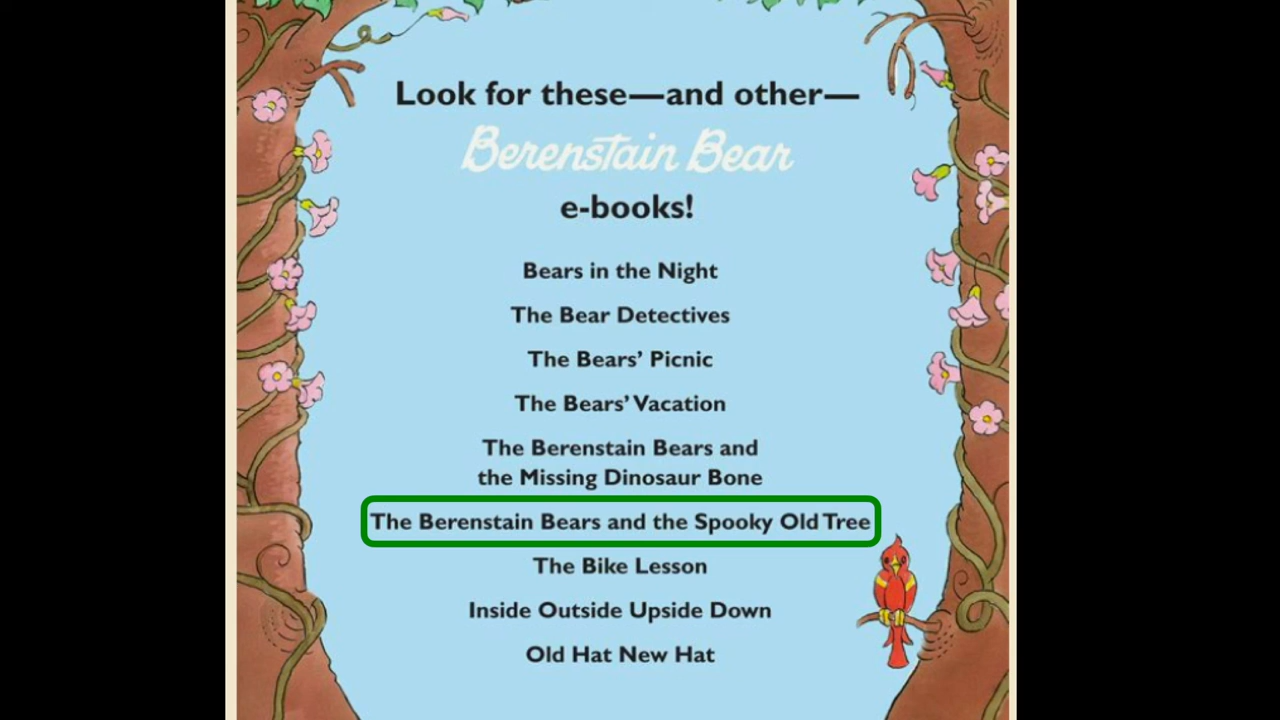 Look for these—and other—
Berenstain Bear
e-books!
Bears in the Night
The Bear Detectives
The Bears’ Picnic
The Bears’ Vacation
The Berenstain Bears and
the Missing Dinosaur Bone
The Berenstain Bears and the Spooky Old Tree
The Bike Lesson
Inside Outside Upside Down
Old Hat New Hat